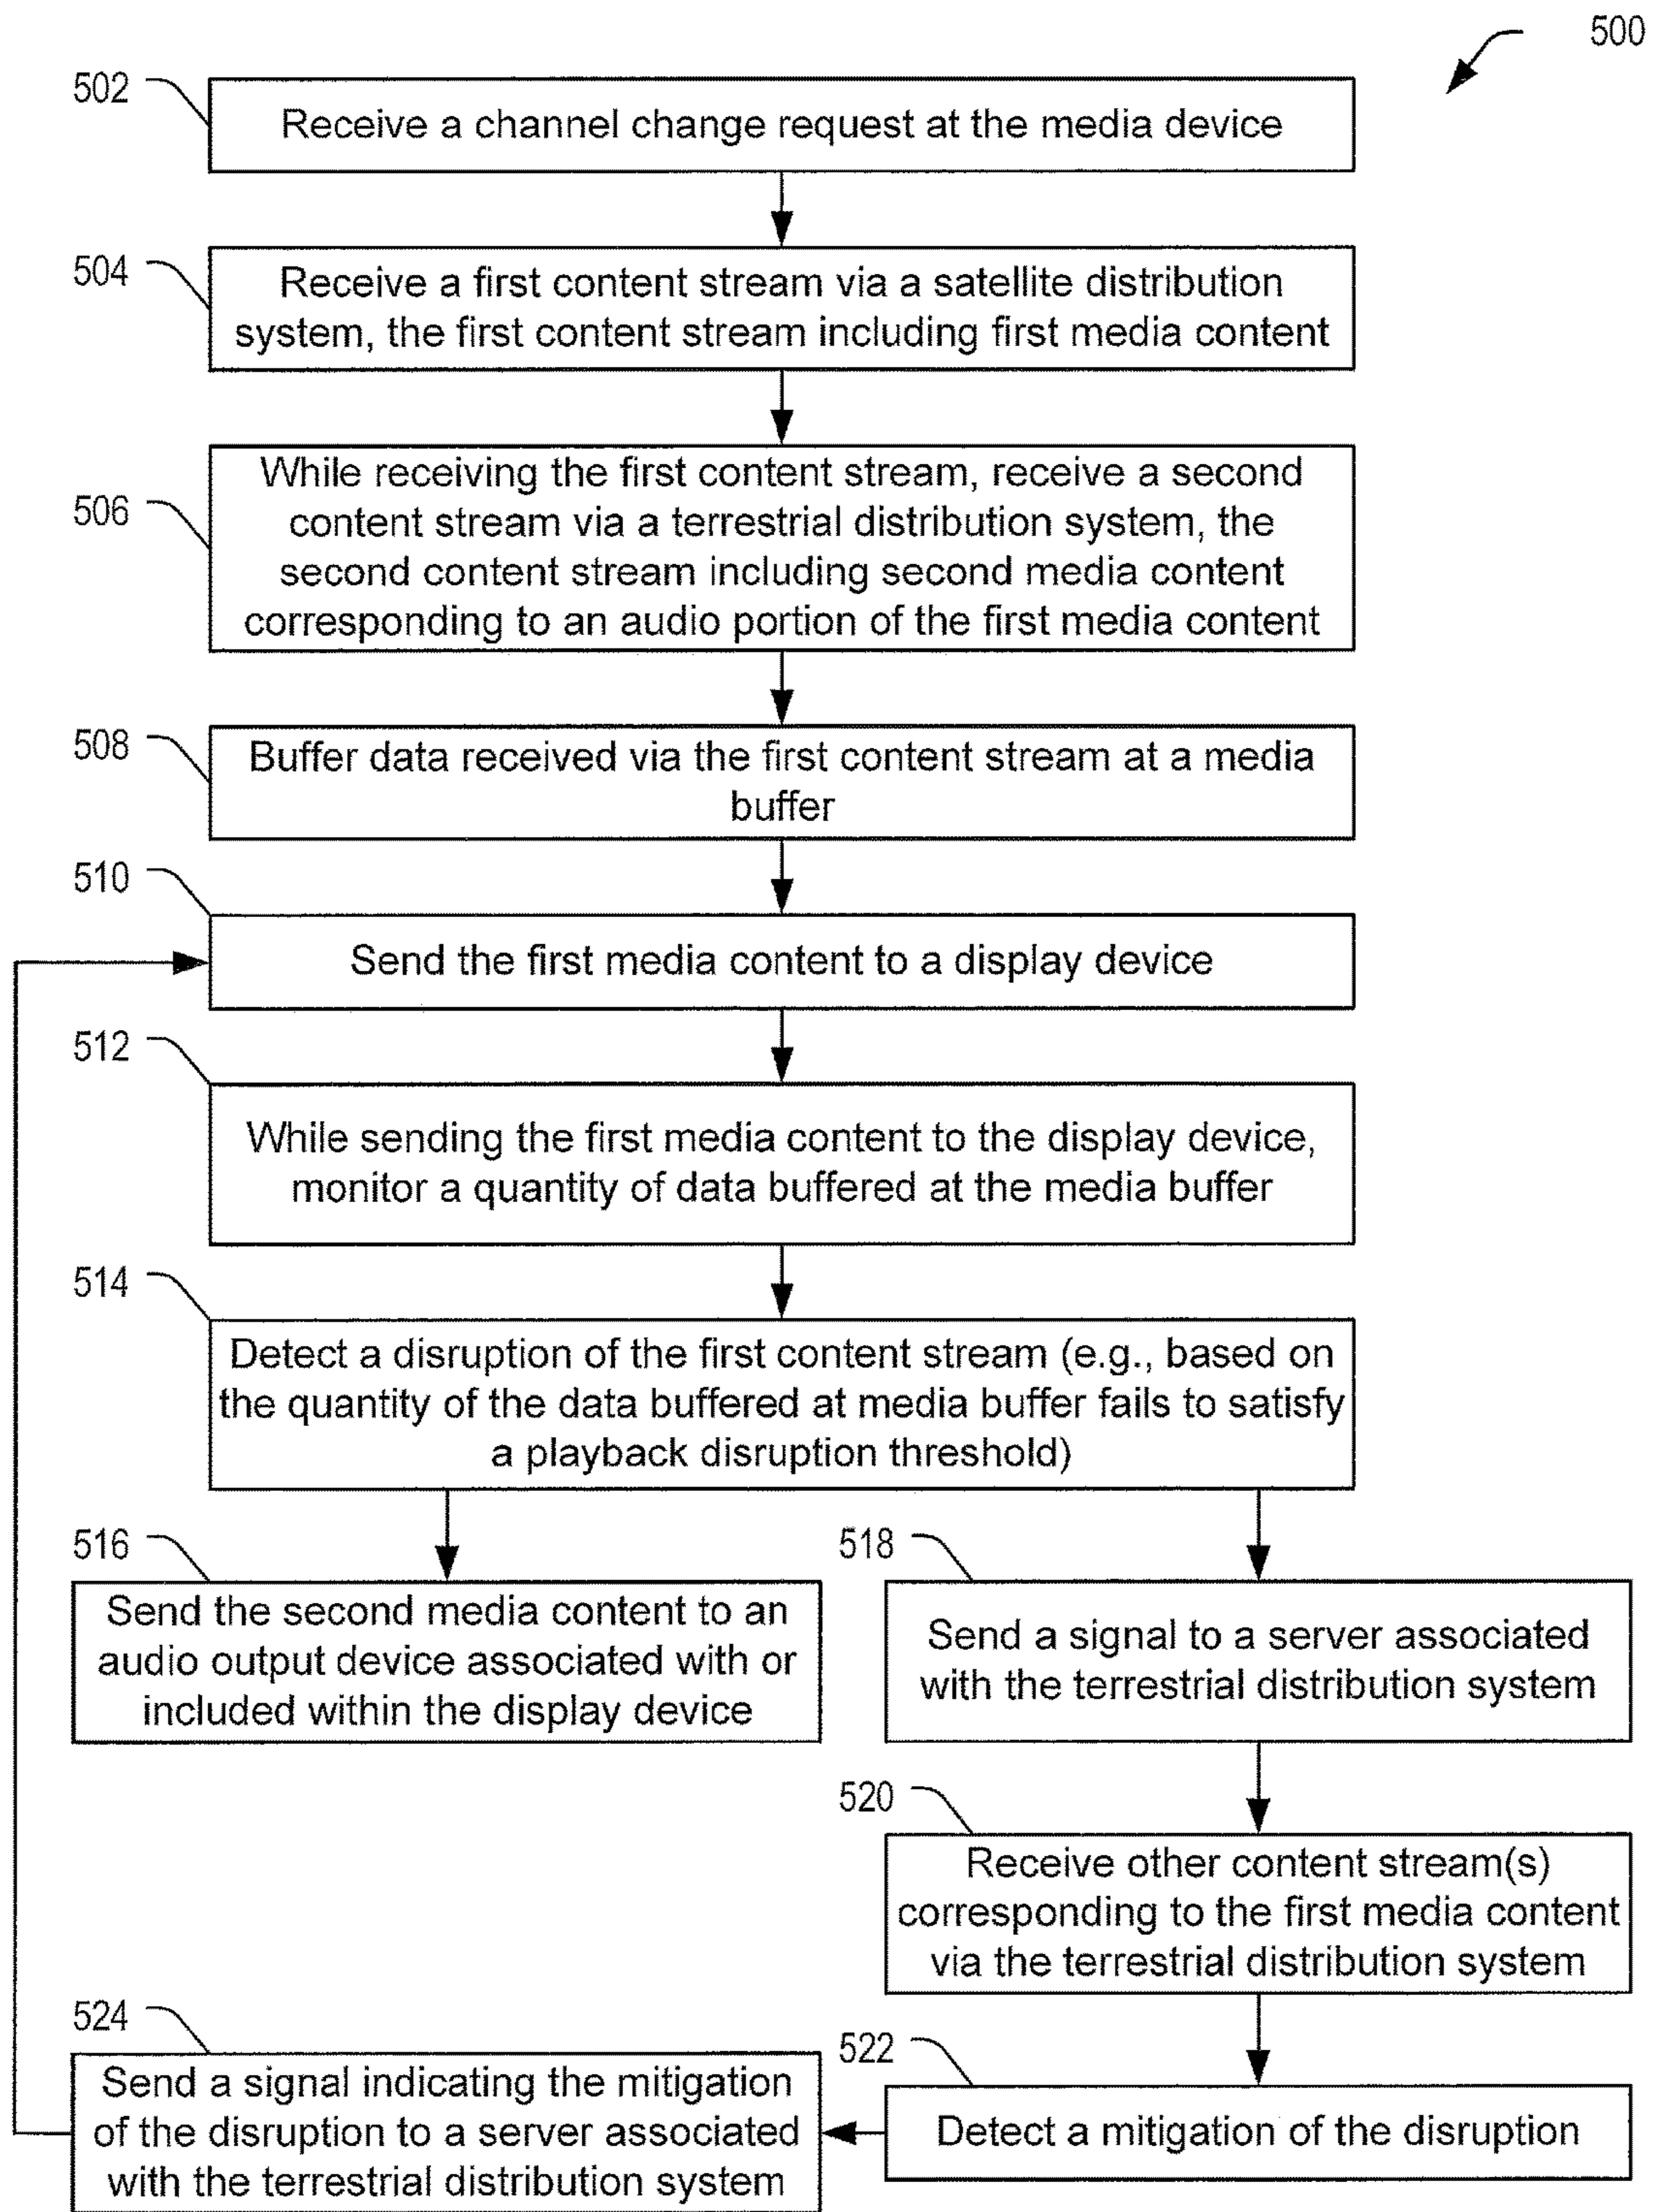 500
502
Receive a channel change request at the media device
504
Receive a first content stream via a satellite distribution
system, the first content stream including first media content
506
While receiving the first content stream, receive a second
content stream via a terrestrial distribution system, the
second content stream including second media content
corresponding to an audio portion of the first media content
508
Buffer data received via the first content stream at a media
buffer
510
Send the first media content to a display device
512
While sending the first media content to the display device,
monitor a quantity of data buffered at the media buffer
514
Detect a disruption of the first content stream (e.g., based on
the quantity of the data buffered at media buffer fails to satisfy
a playback disruption threshold)
516
Send the second media content to an
audio output device associated with or
included within the display device
518
Send a signal to a server associated
with the terrestrial distribution system
520
Receive other content stream(s)
corresponding to the first media content
via the terrestrial distribution system
522
Detect a mitigation of the disruption
524
Send a signal indicating the mitigation
of the disruption to a server associated
with the terrestrial distribution system